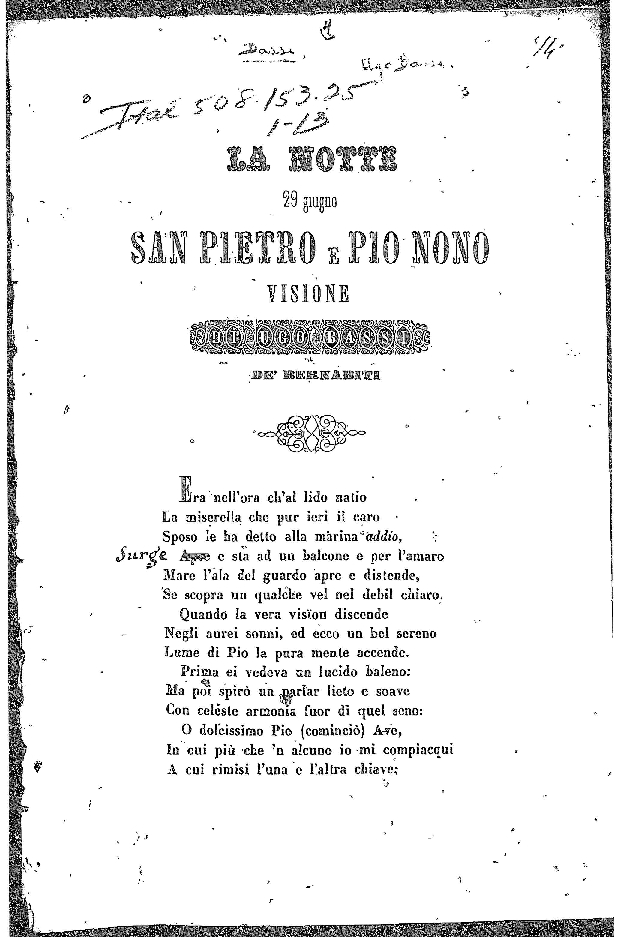 Bassi,
Ugo Bassi.
14
Ital 508.153.25
1-13
LA NOTTE
29 giugno
SAN PIETRO E PIO NONO
VISIONE
DI UGO BASSI
DE' BERNABITI
Era nell'ora ch'al lido natio
La miserella che pur ieri il caro
Sposo le ha detto alla marina addio,
Surge Apre e sta ad un balcone e per l'amaro
Mare l'ala del guardo apre e distende,
Se scopra un qualche vel nel debil chiaro.
Quando la vera visïon discende
Negli aurei sonni, ed ecco un bel sereno
Lume di Pio la pura mente accende.
Prima ei vedeva un lucido baleno:
Ma poi spirò un parlar lieto e soave
Con celeste armonia fuor di quel seno:
O dolcissimo Pio (cominciò) Ave,
In cui più che 'n alcuno io mi compiacqui
A cui rimisi l'una e l'altra chiave;